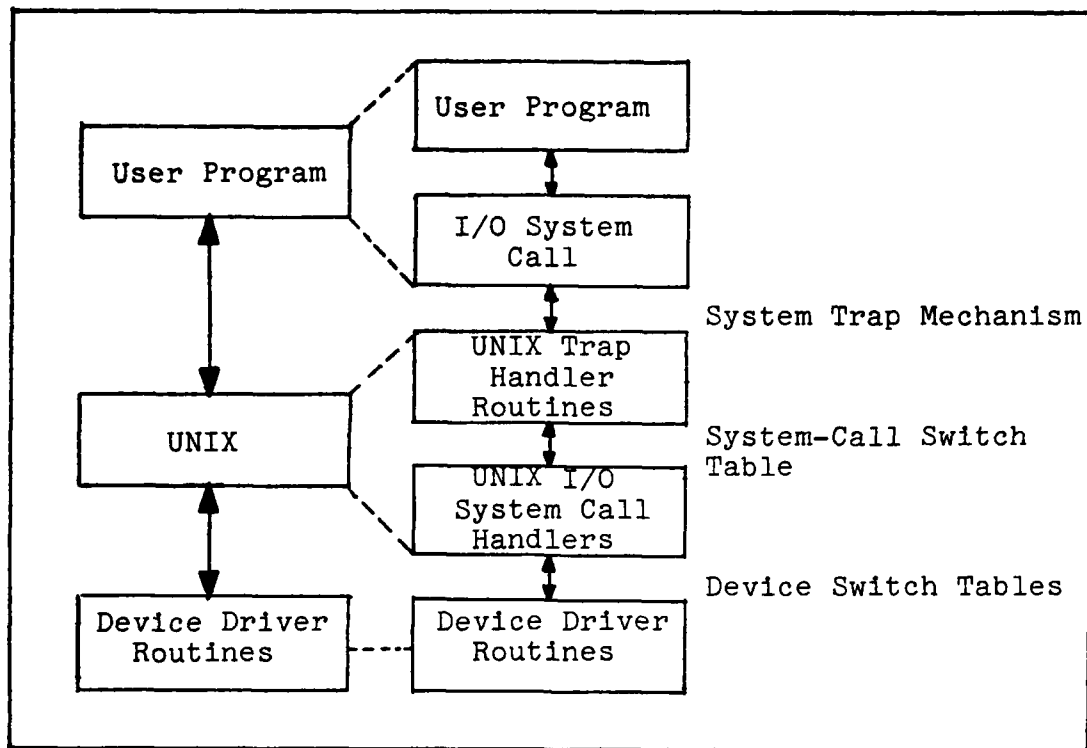 User Program
User Program
I/O System
Call
System Trap Mechanism
UNIX Trap
Handler
Routines
UNIX
System-Call Switch
Table
UNIX I/O
System Call
Handlers
Device Switch Tables
Device Driver
Routines
Device Driver
Routines